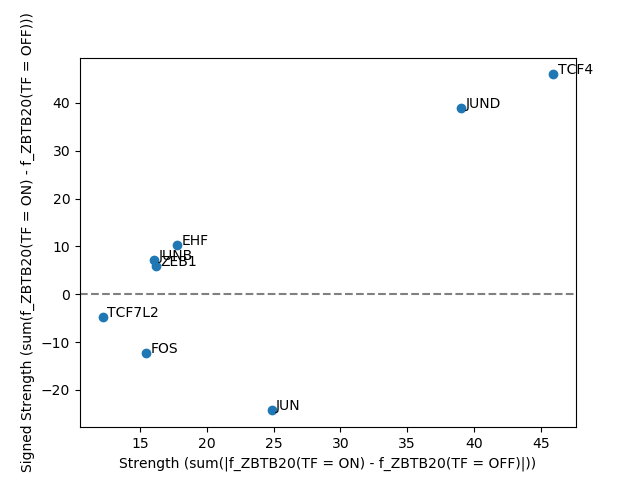 Signed Strength (sum(f_ZBTB20(TF = ON) - f_ZBTB20(TF = OFF)))
40
30
20
10
0
−10
−20
TCF4
JUND
EHF
JUNB
ZEB1
TCF7L2
FOS
JUN
15
20
25
30
35
40
45
Strength (sum(|f_ZBTB20(TF = ON) - f_ZBTB20(TF = OFF)|))